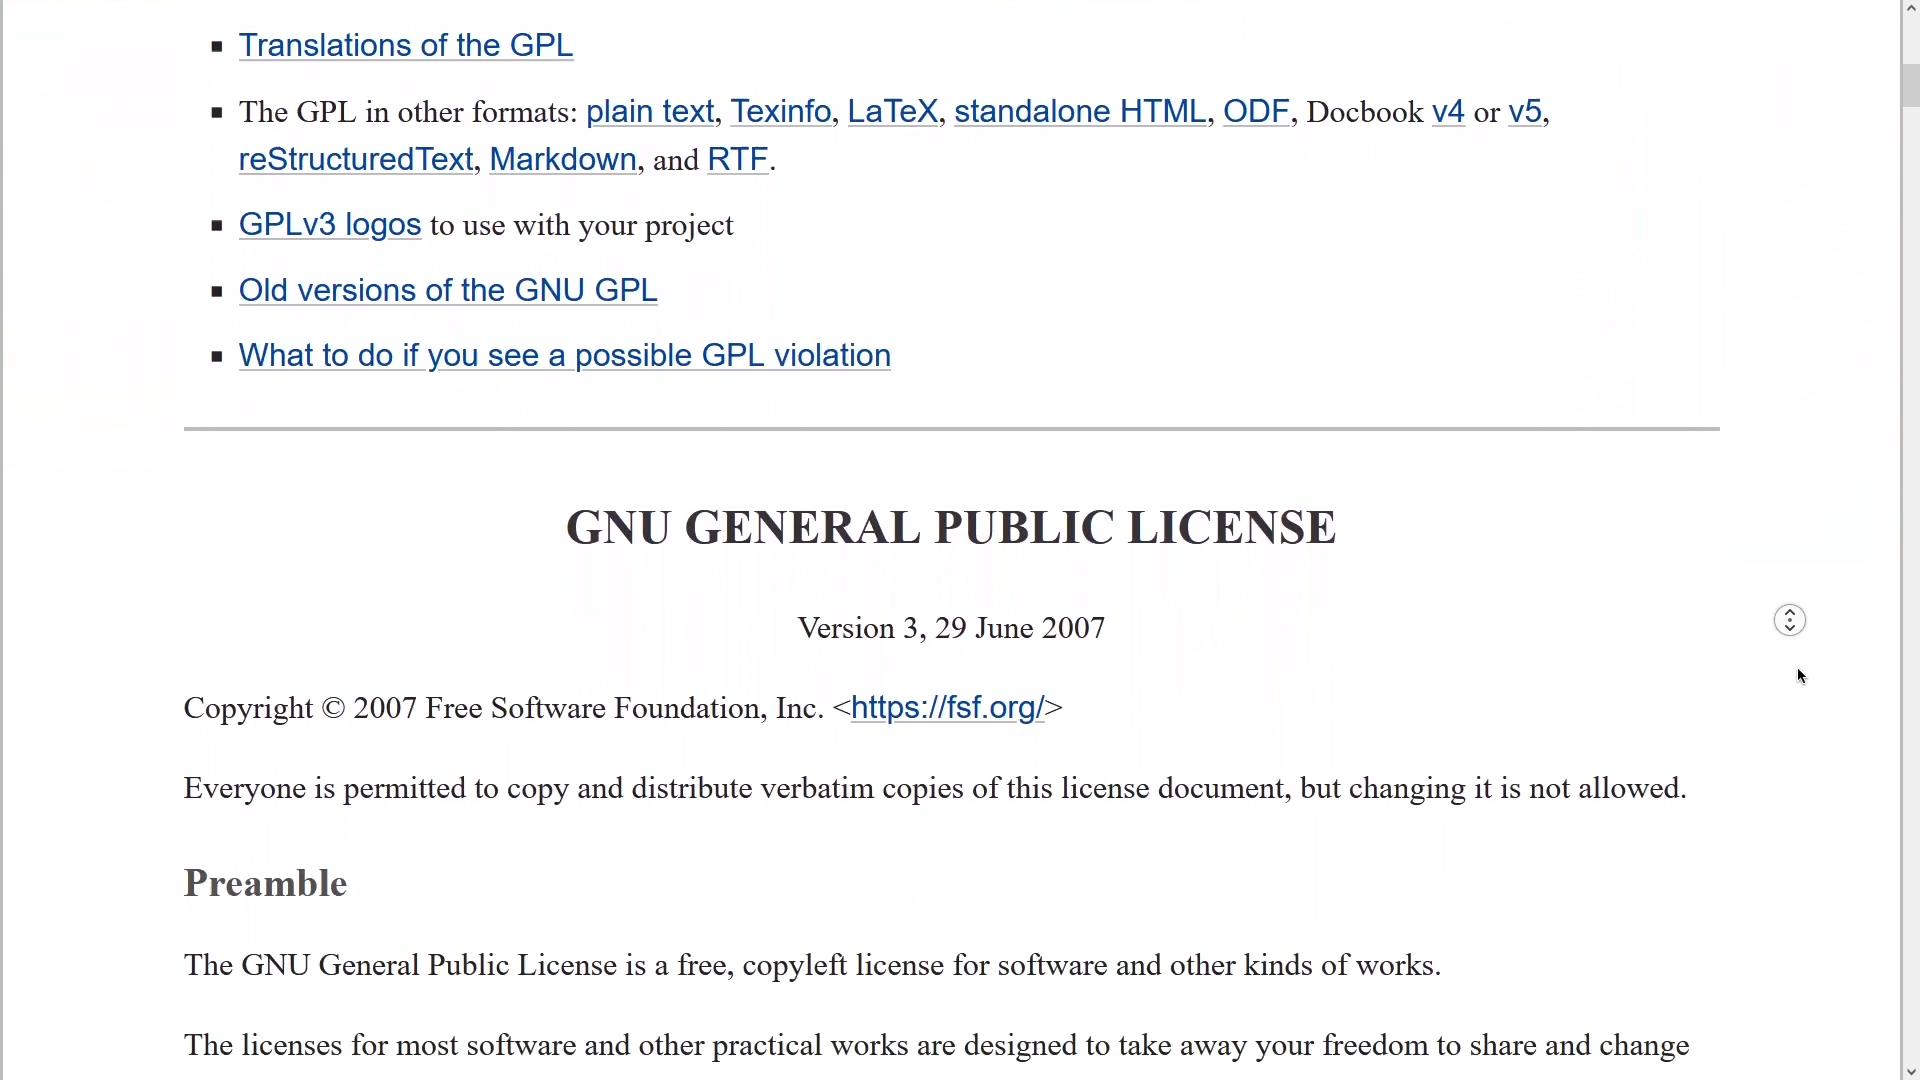 Translations of the GPL
The GPL in other formats: plain text, Texinfo, LaTeX, standalone HTML, ODF, Docbook v4 or v5,
reStructuredText, Markdown, and RTF.
GPLv3 logos to use with your project
Old versions of the GNU GPL
What to do if you see a possible GPL violation
GNU GENERAL PUBLIC LICENSE
Version 3, 29 June 2007
Copyright © 2007 Free Software Foundation, Inc. <https://fsf.org/>
Everyone is permitted to copy and distribute verbatim copies of this license document, but changing it is not allowed.
Preamble
The GNU General Public License is a free, copyleft license for software and other kinds of works.
The licenses for most software and other practical works are designed to take away your freedom to share and change